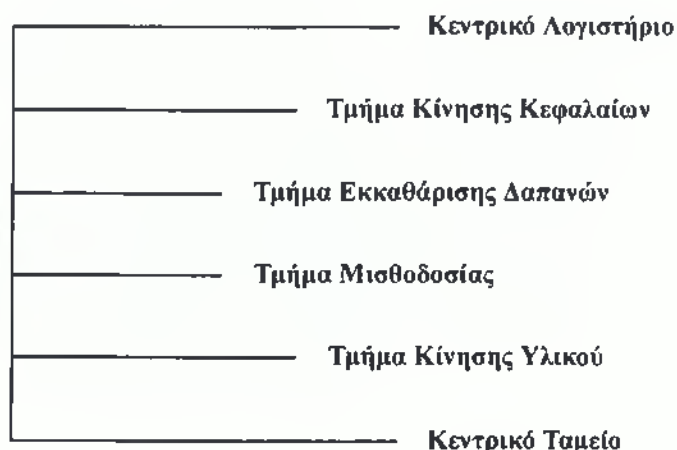 Κεντρικό Λογιστήριο
Τμήμα Κίνησης Κεφαλαίων
Τμήμα Εκκαθάρισης Δαπανών
Τμήμα Μισθοδοσίας
Τμήμα Κίνησης Υλικού
Κεντρικό Ταμείο